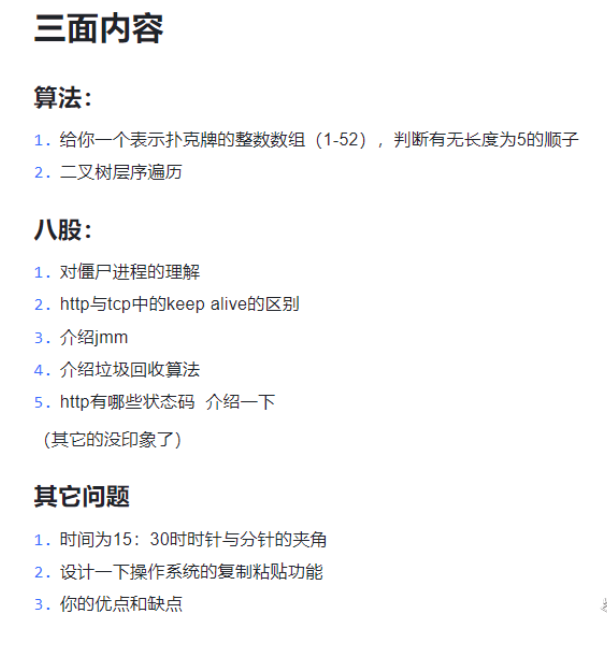 三面内容
算法：
1. 给你一个表示扑克牌的整数数组（1-52），判断有无长度为5的顺子
2. 二叉树层序遍历
八股：
1. 对僵尸进程的理解
2. http与tcp中的keep alive的区别
3. 介绍jmm
4. 介绍垃圾回收算法
5. http有哪些状态码 介绍一下
（其它的没印象了）
其它问题
1. 时间为15：30时时针与分针的夹角
2. 设计一下操作系统的复制粘贴功能
3. 你的优点和缺点